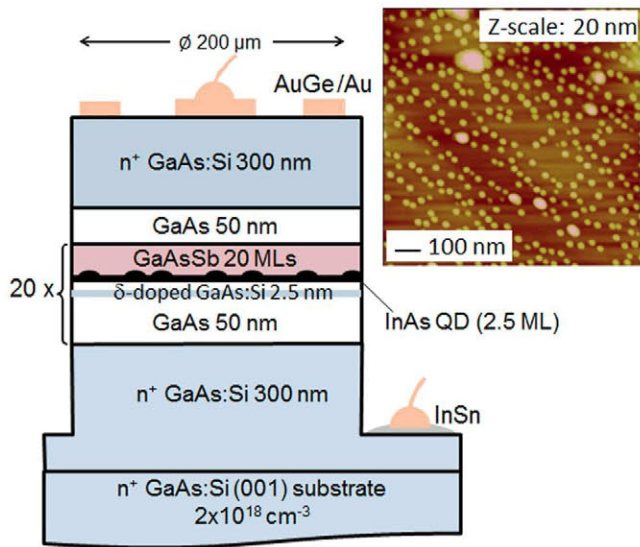 ø 200 µm
AuGe/Au
n⁺ GaAs:Si 300 nm
GaAs 50 nm
GaAsSb 20 MLs
20 x
δ-doped GaAs:Si 2.5 nm
GaAs 50 nm
InAs QD (2.5 ML)
n⁺ GaAs:Si 300 nm
InSn
n⁺ GaAs:Si (001) substrate
2x10¹⁸ cm⁻³
Z-scale: 20 nm
100 nm